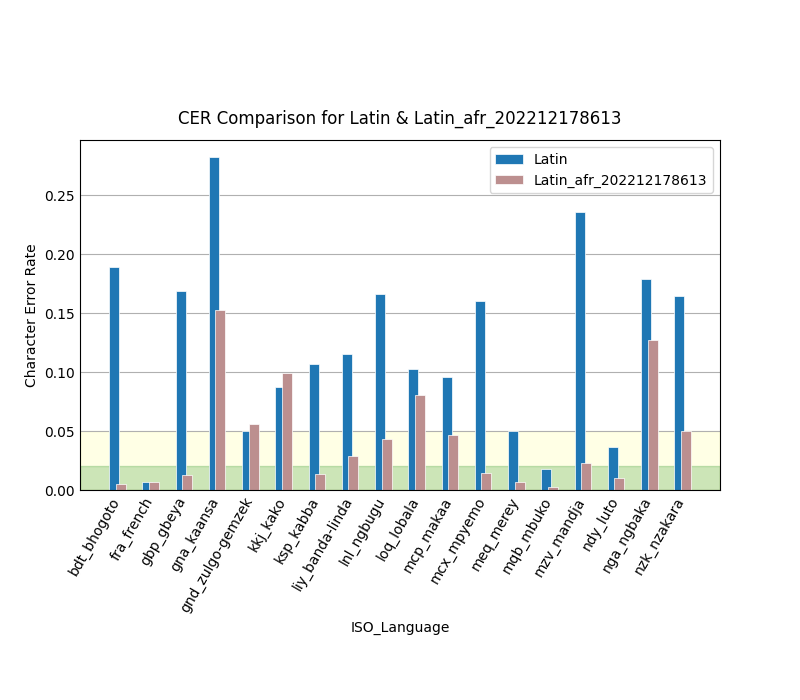 CER Comparison for Latin & Latin_afr_202212178613
Latin
Latin_afr_202212178613
Character Error Rate
0.25
0.20
0.15
0.10
0.05
0.00
bdt_bhogoto
fra_french
gbp_gbeya
gna_kaansa
gnd_zulgo-gemzek
kkj_kako
ksp_kabba
liy_banda-linda
lnl_ngbugu
loq_lobala
mcp_makaa
mcx_mpyemo
meq_merey
mqb_mbuko
mzv_mandja
ndy_luto
nga_ngbaka
nzk_nzakara
ISO_Language